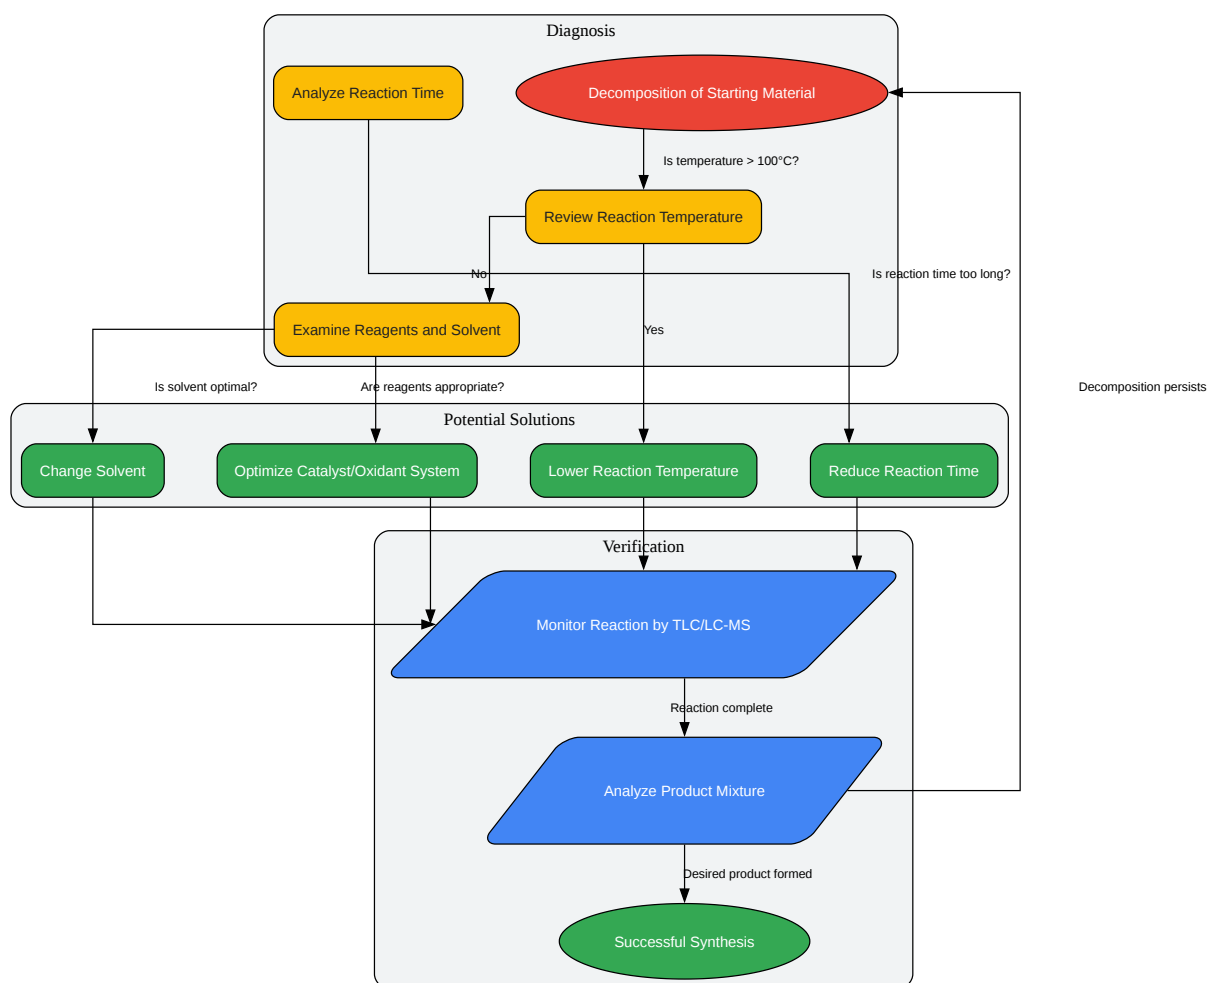 Diagnosis
Analyze Reaction Time
Decomposition of Starting Material
Is temperature > 100°C?
Review Reaction Temperature
No
Is reaction time too long?
Examine Reagents and Solvent
Yes
Is solvent optimal?
Are reagents appropriate?
Decomposition persists
Potential Solutions
Change Solvent
Optimize Catalyst/Oxidant System
Lower Reaction Temperature
Reduce Reaction Time
Verification
Monitor Reaction by TLC/LC-MS
Reaction complete
Analyze Product Mixture
Desired product formed
Successful Synthesis